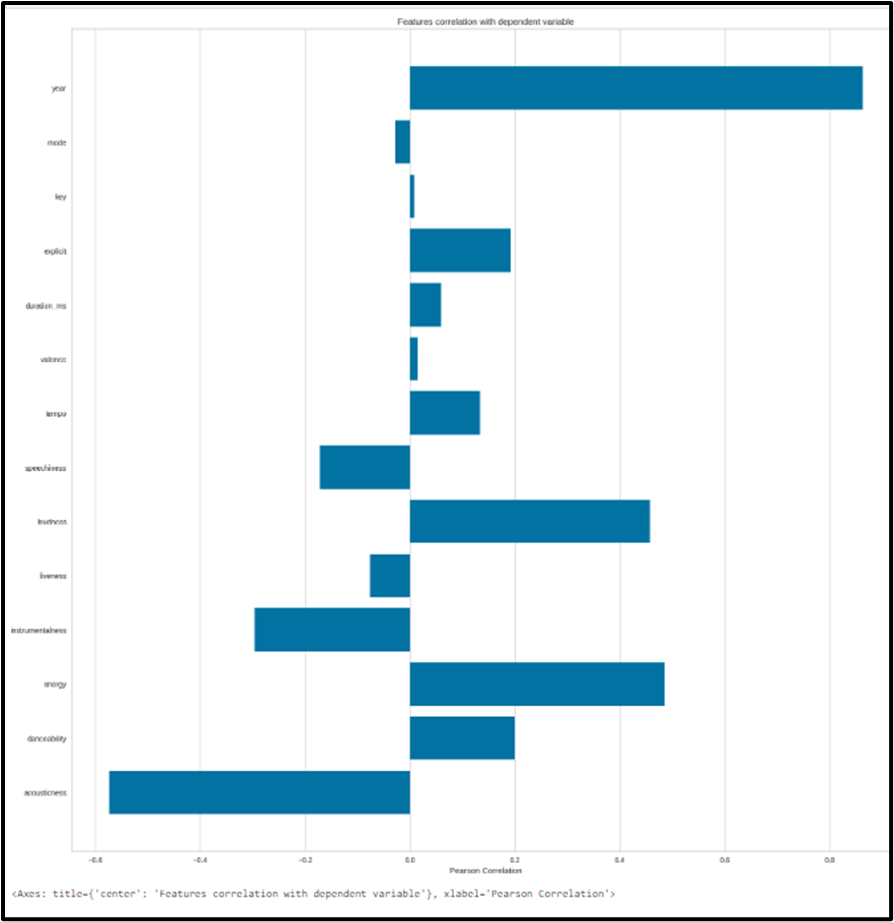 Features correlation with dependent variable
year
mode
key
explicit
duration_ms
valence
tempo
speechiness
loudness
liveness
instrumentalness
energy
danceability
acousticness
−0.6 −0.4 −0.2 0.0 0.2 0.4 0.6 0.8
Pearson Correlation
<Axes: title={'center': 'Features correlation with dependent variable'}, xlabel='Pearson Correlation'>